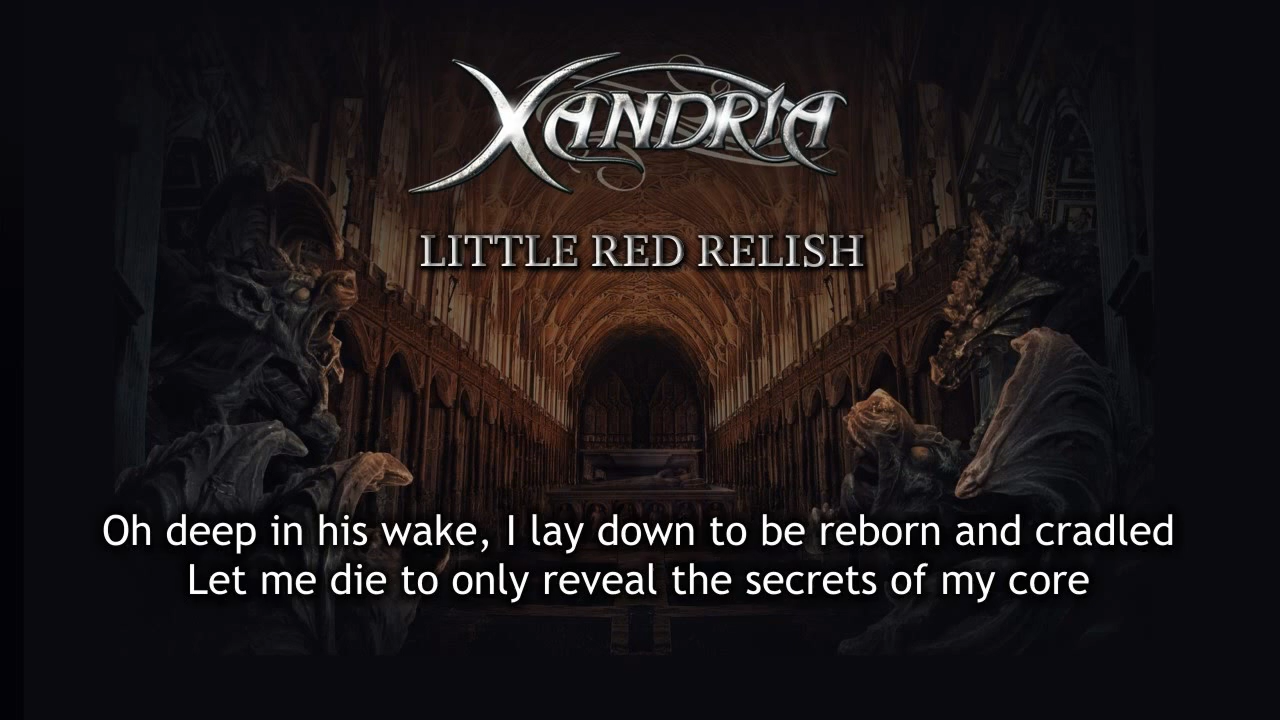 XANDRIA
LITTLE RED RELISH
Oh deep in his wake, I lay down to be reborn and cradled
Let me die to only reveal the secrets of my core